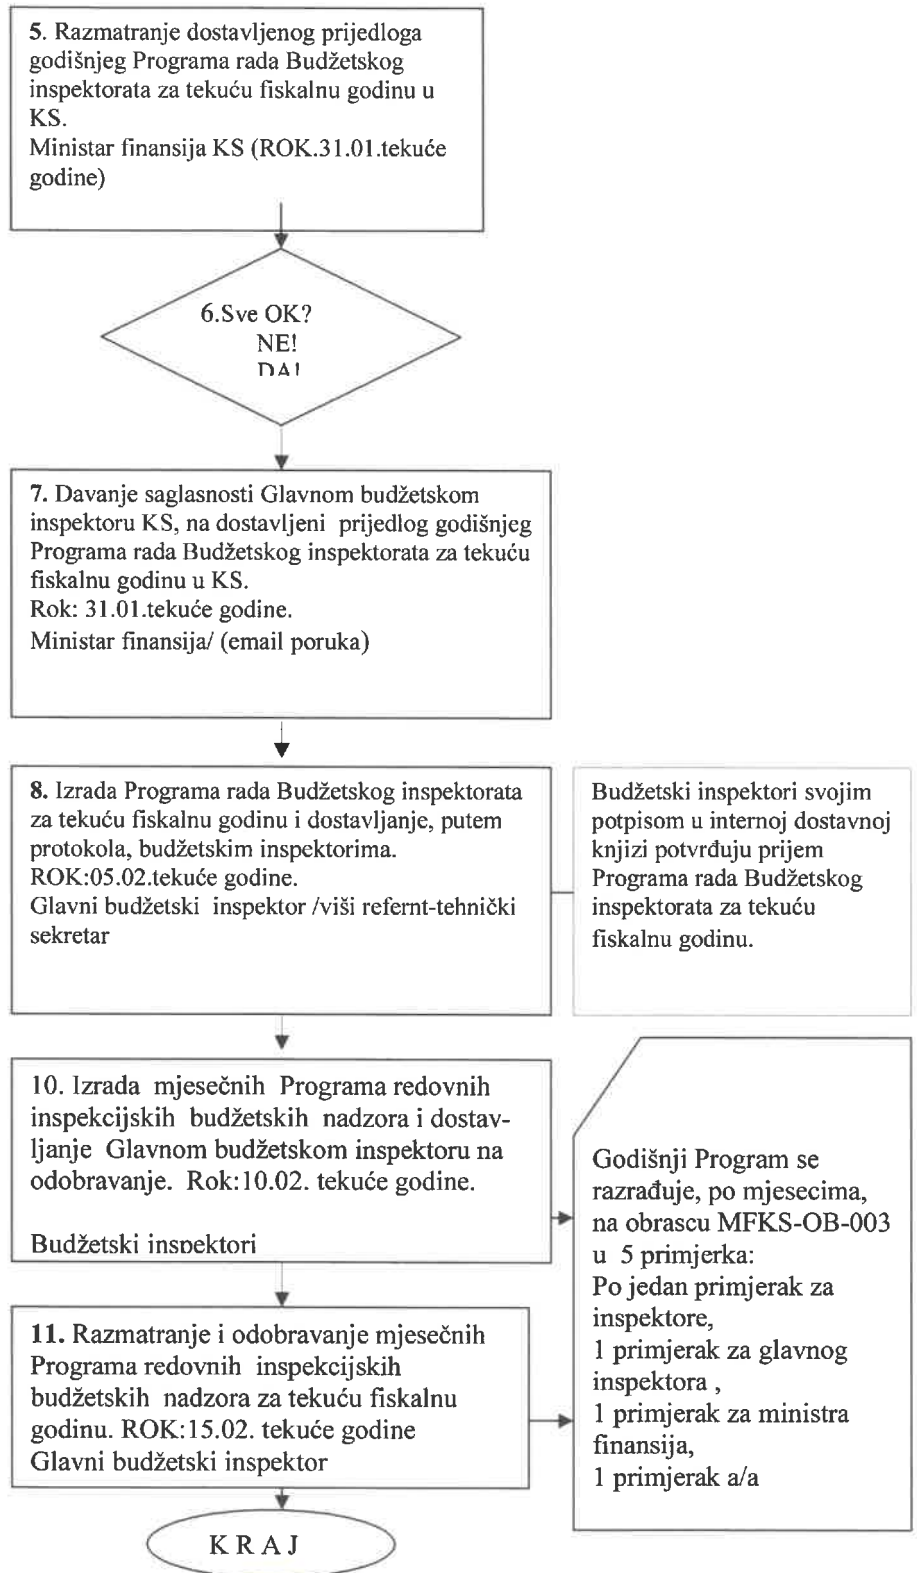 5. Razmatranje dostavljenog prijedloga
godišnjeg Programa rada Budžetskog
inspektorata za tekuću fiskalnu godinu u
KS.
Ministar finansija KS (ROK.31.01.tekuće
godine)
6.Sve OK?
NE!
DA!
7. Davanje saglasnosti Glavnom budžetskom
inspektoru KS, na dostavljeni prijedlog godišnjeg
Programa rada Budžetskog inspektorata za tekuću
fiskalnu godinu u KS.
Rok: 31.01.tekuće godine.
Ministar finansija/ (email poruka)
8. Izrada Programa rada Budžetskog inspektorata
za tekuću fiskalnu godinu i dostavljanje, putem
protokola, budžetskim inspektorima.
ROK:05.02.tekuće godine.
Glavni budžetski inspektor /viši refernt-tehnički
sekretar
Budžetski inspektori svojim
potpisom u internoj dostavnoj
knjizi potvrđuju prijem
Programa rada Budžetskog
inspektorata za tekuću
fiskalnu godinu.
10. Izrada mjesečnih Programa redovnih
inspekcijskih budžetskih nadzora i dostav-
ljanje Glavnom budžetskom inspektoru na
odobravanje. Rok:10.02. tekuće godine.
Budžetski inspektori
11. Razmatranje i odobravanje mjesečnih
Programa redovnih inspekcijskih
budžetskih nadzora za tekuću fiskalnu
godinu. ROK:15.02. tekuće godine
Glavni budžetski inspektor
Godišnji Program se
razrađuje, po mjesecima,
na obrascu MFKS-OB-003
u 5 primjerka:
Po jedan primjerak za
inspektore,
1 primjerak za glavnog
inspektora ,
1 primjerak za ministra
finansija,
1 primjerak a/a
K R A J